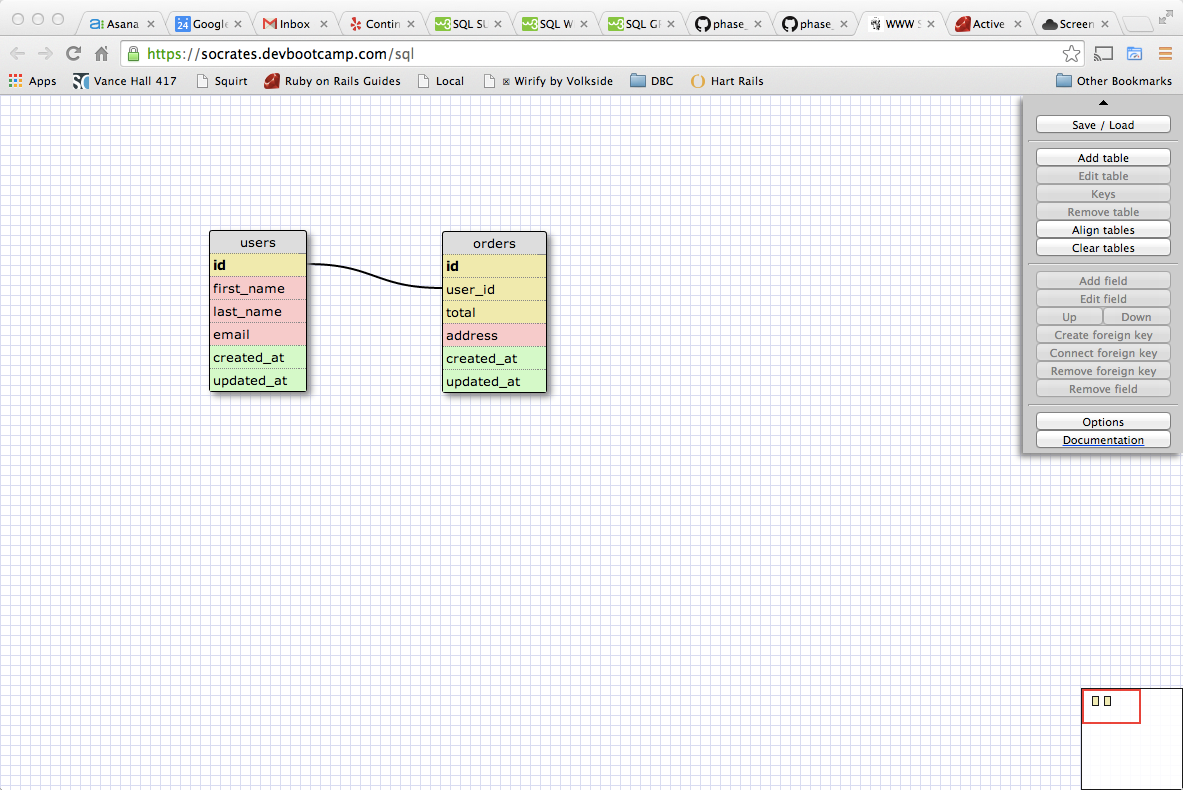 Asana
Google
Inbox
Contin
SQL SU
SQL W
SQL GR
phase_
phase_
WWW S
Active
Screen
https://socrates.devbootcamp.com/sql
Apps
Vance Hall 417
Squirt
Ruby on Rails Guides
Local
Wirify by Volkside
DBC
Hart Rails
Other Bookmarks
Save / Load
Add table
Edit table
Keys
Remove table
Align tables
Clear tables
Add field
Edit field
Up Down
Create foreign key
Connect foreign key
Remove foreign key
Remove field
Options
Documentation
users
id
first_name
last_name
email
created_at
updated_at
orders
id
user_id
total
address
created_at
updated_at